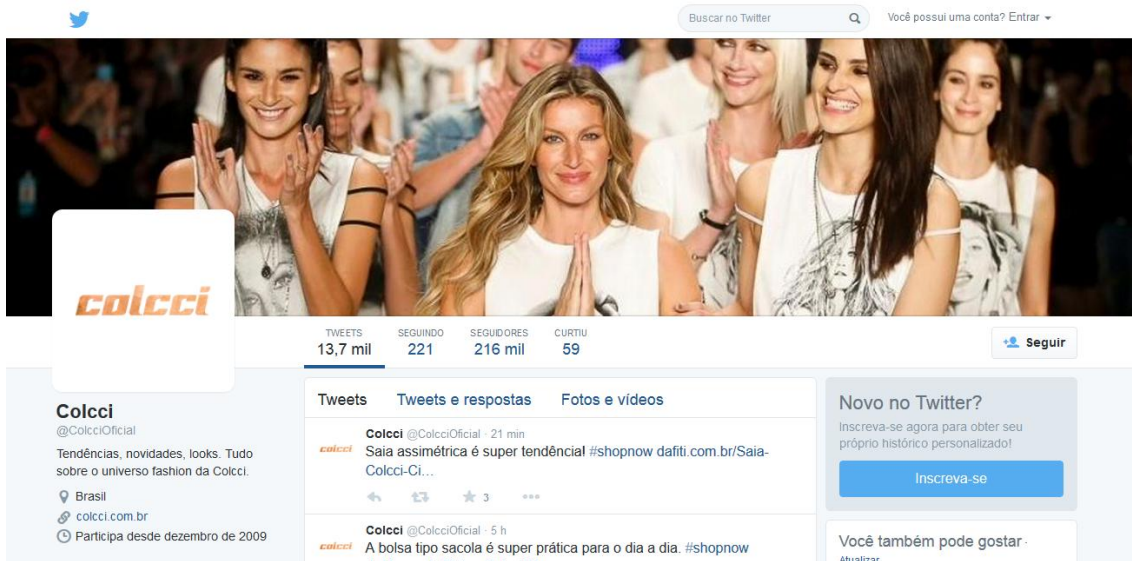 Buscar no Twitter
Você possui uma conta? Entrar
colcci
TWEETS
13,7 mil
SEGUINDO
221
SEGUIDORES
216 mil
CURTIU
59
Seguir
Colcci
@ColcciOficial
Tendências, novidades, looks. Tudo
sobre o universo fashion da Colcci.
Brasil
colcci.com.br
Participa desde dezembro de 2009
Tweets
Tweets e respostas
Fotos e vídeos
colcci
Colcci @ColcciOficial · 21 min
Saia assimétrica é super tendência! #shopnow dafiti.com.br/Saia-
Colcci-Ci...
3
colcci
Colcci @ColcciOficial · 5 h
A bolsa tipo sacola é super prática para o dia a dia. #shopnow
Novo no Twitter?
Inscreva-se agora para obter seu
próprio histórico personalizado!
Inscreva-se
Você também pode gostar ·
Atualizar